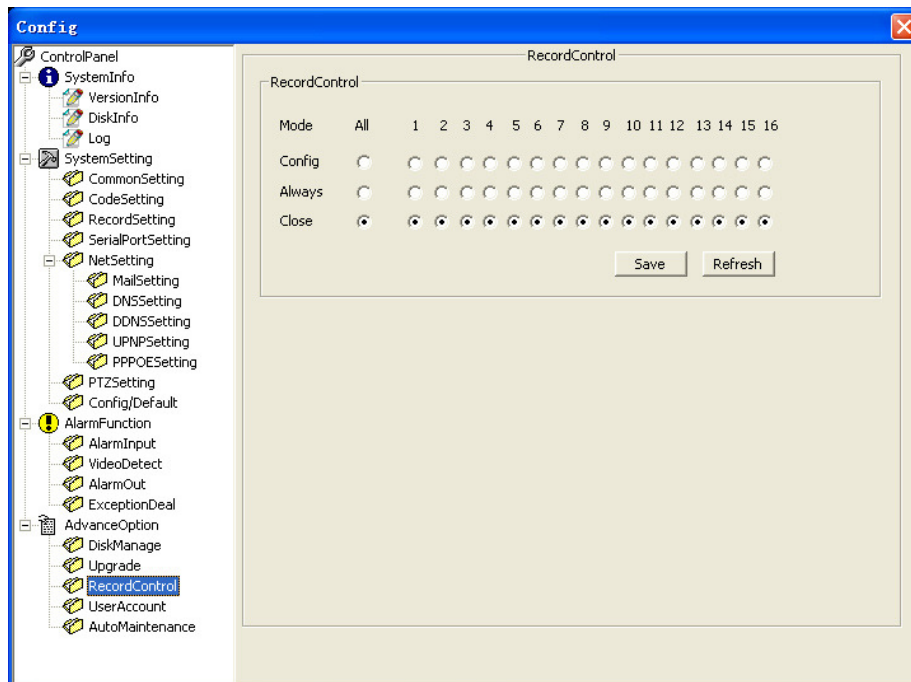 Config
ControlPanel
SystemInfo
VersionInfo
DiskInfo
Log
SystemSetting
CommonSetting
CodeSetting
RecordSetting
SerialPortSetting
NetSetting
MailSetting
DNSSetting
DDNSSetting
UPNPSetting
PPPOESetting
PTZSetting
Config/Default
AlarmFunction
AlarmInput
VideoDetect
AlarmOut
ExceptionDeal
AdvanceOption
DiskManage
Upgrade
RecordControl
UserAccount
AutoMaintenance
RecordControl
RecordControl
Mode All 1 2 3 4 5 6 7 8 9 10 11 12 13 14 15 16
Config
Always
Close
Save Refresh